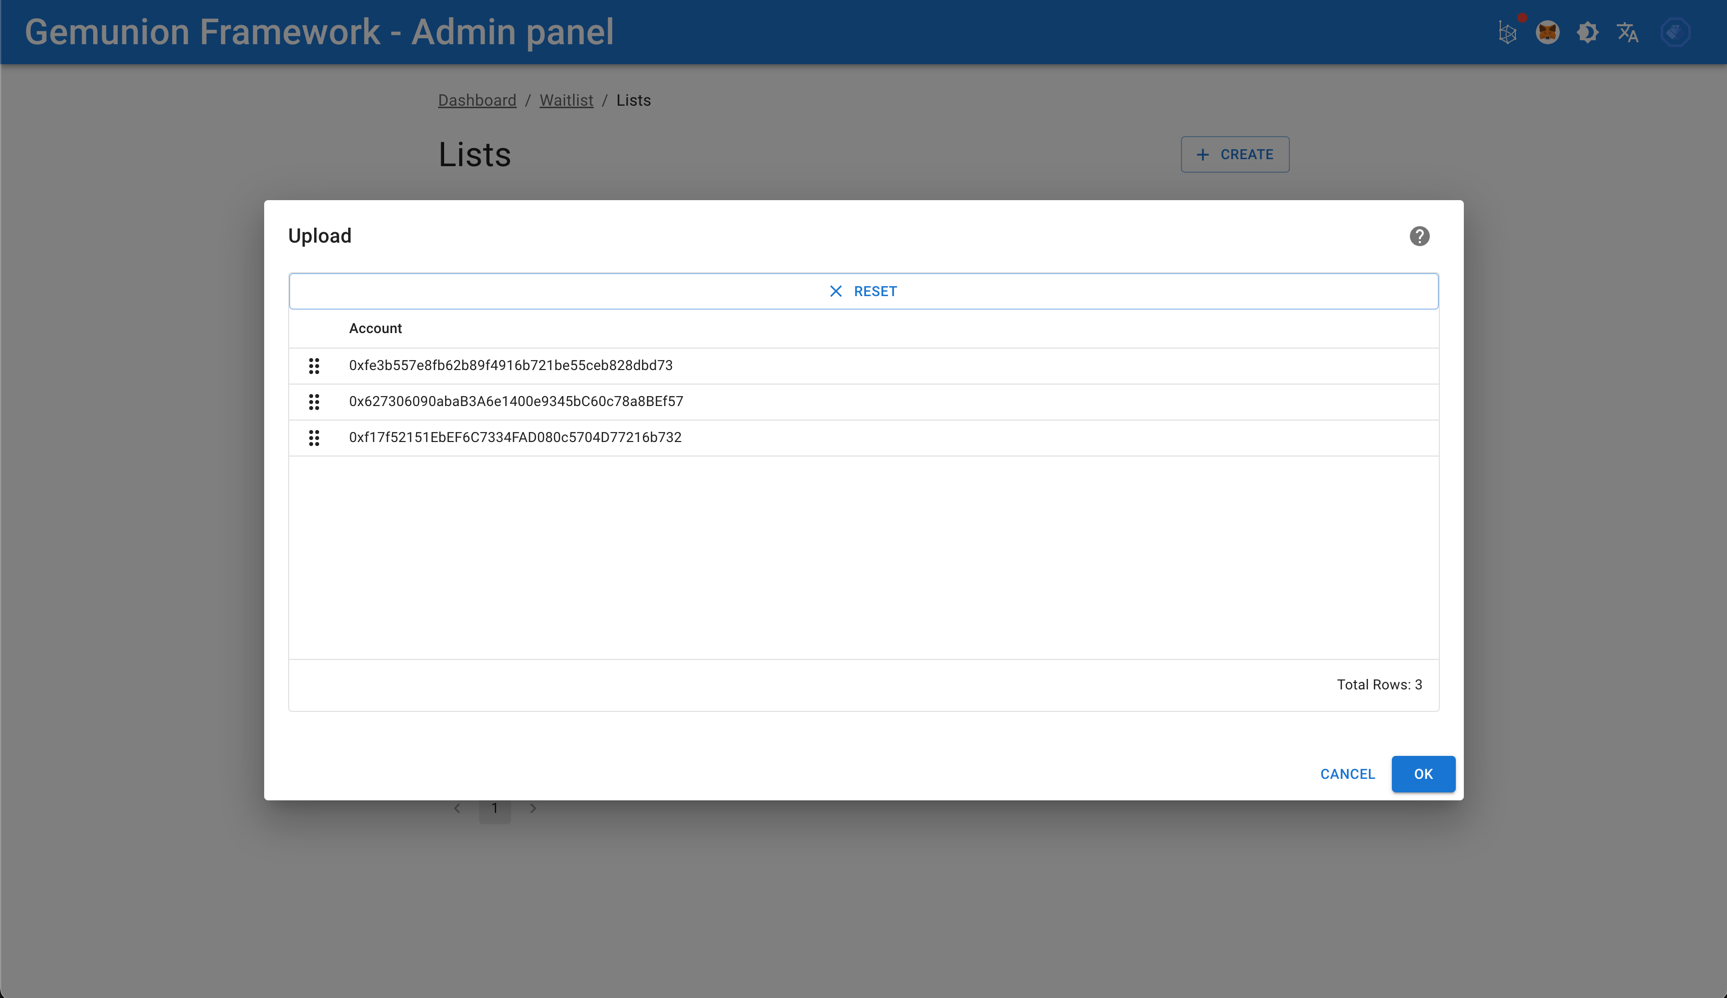 Gemunion Framework - Admin panel
Dashboard / Waitlist / Lists
Lists
CREATE
Upload
RESET
Account
0xfe3b557e8fb62b89f4916b721be55ceb828dbd73
0x627306090abaB3A6e1400e9345bC60c78a8BEf57
0xf17f52151EbEF6C7334FAD080c5704D77216b732
Total Rows: 3
CANCEL OK
1